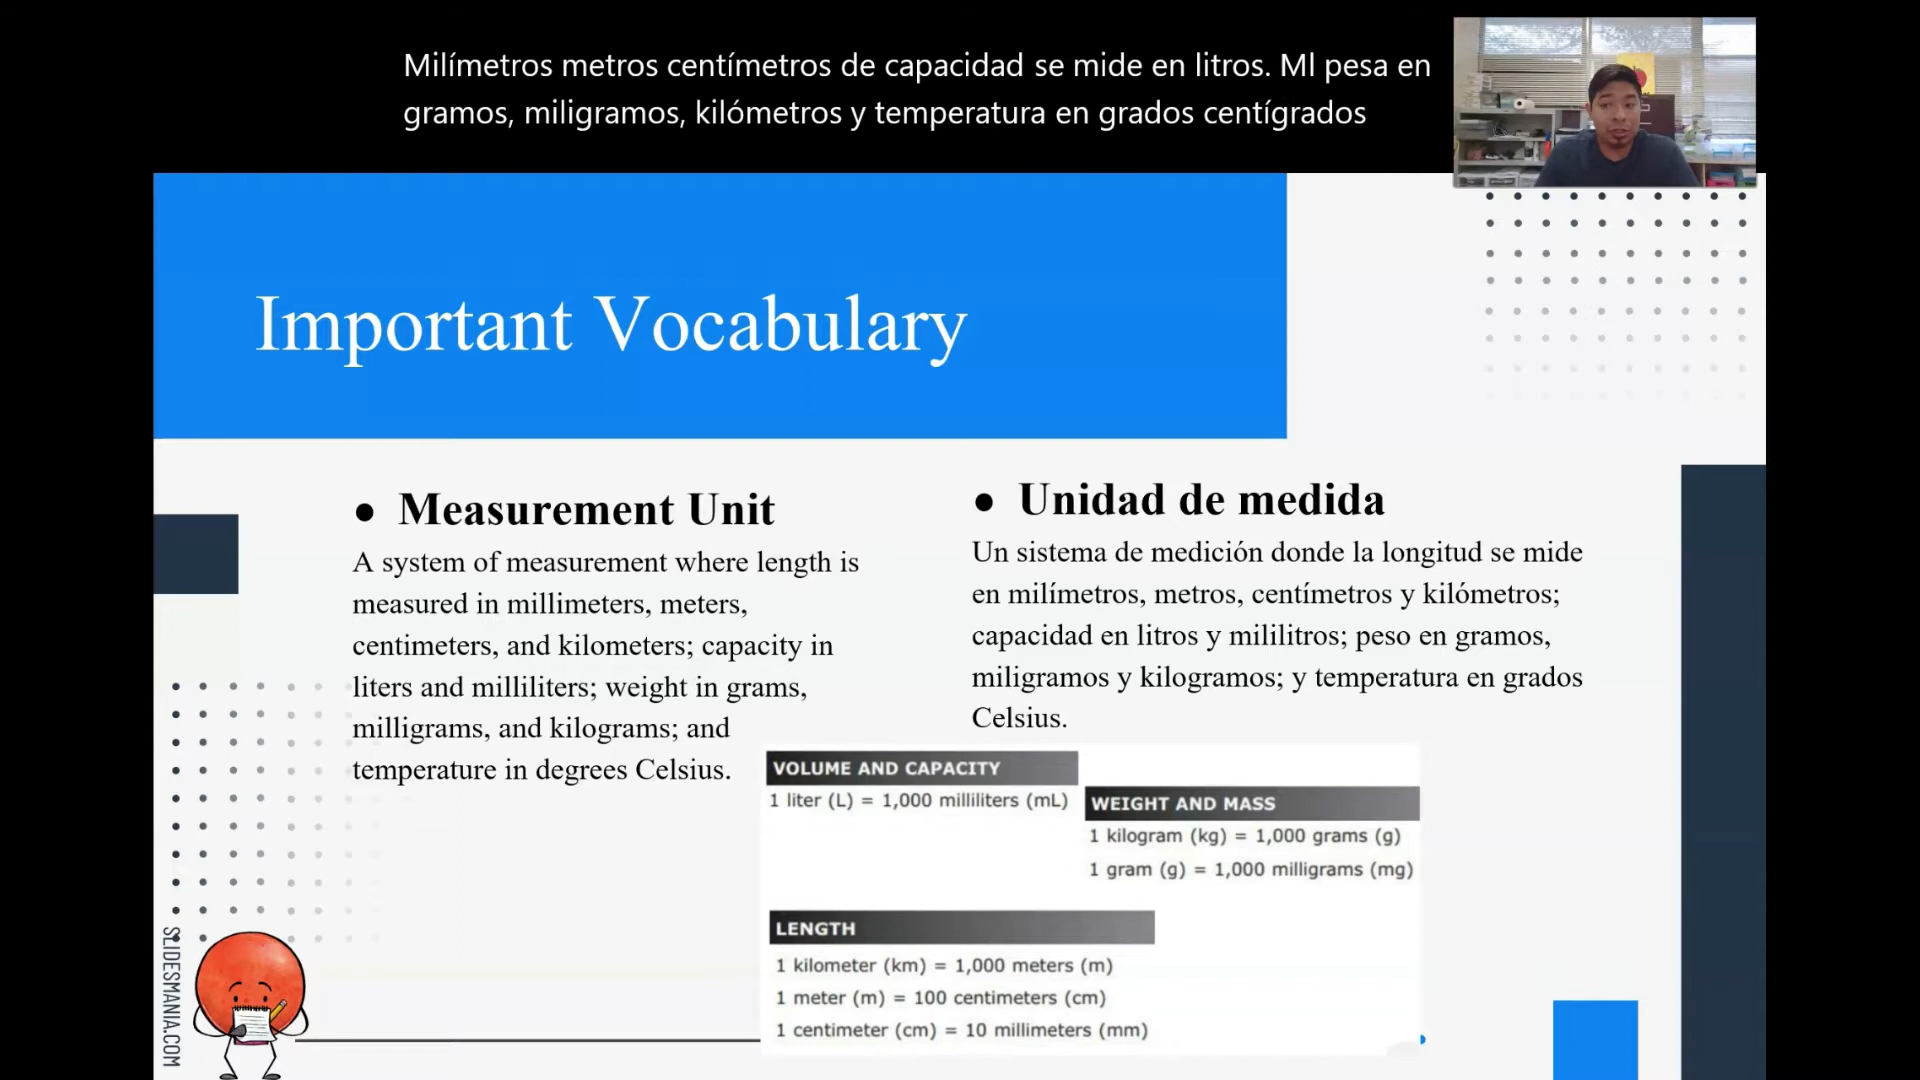 Milímetros metros centímetros de capacidad se mide en litros. Ml pesa en
gramos, miligramos, kilómetros y temperatura en grados centígrados
Important Vocabulary
● Measurement Unit
A system of measurement where length is
measured in millimeters, meters,
centimeters, and kilometers; capacity in
liters and milliliters; weight in grams,
milligrams, and kilograms; and
temperature in degrees Celsius.
● Unidad de medida
Un sistema de medición donde la longitud se mide
en milímetros, metros, centímetros y kilómetros;
capacidad en litros y mililitros; peso en gramos,
miligramos y kilogramos; y temperatura en grados
Celsius.
VOLUME AND CAPACITY
1 liter (L) = 1,000 milliliters (mL)
WEIGHT AND MASS
1 kilogram (kg) = 1,000 grams (g)
1 gram (g) = 1,000 milligrams (mg)
LENGTH
1 kilometer (km) = 1,000 meters (m)
1 meter (m) = 100 centimeters (cm)
1 centimeter (cm) = 10 millimeters (mm)
SLIDESMANIA.COM